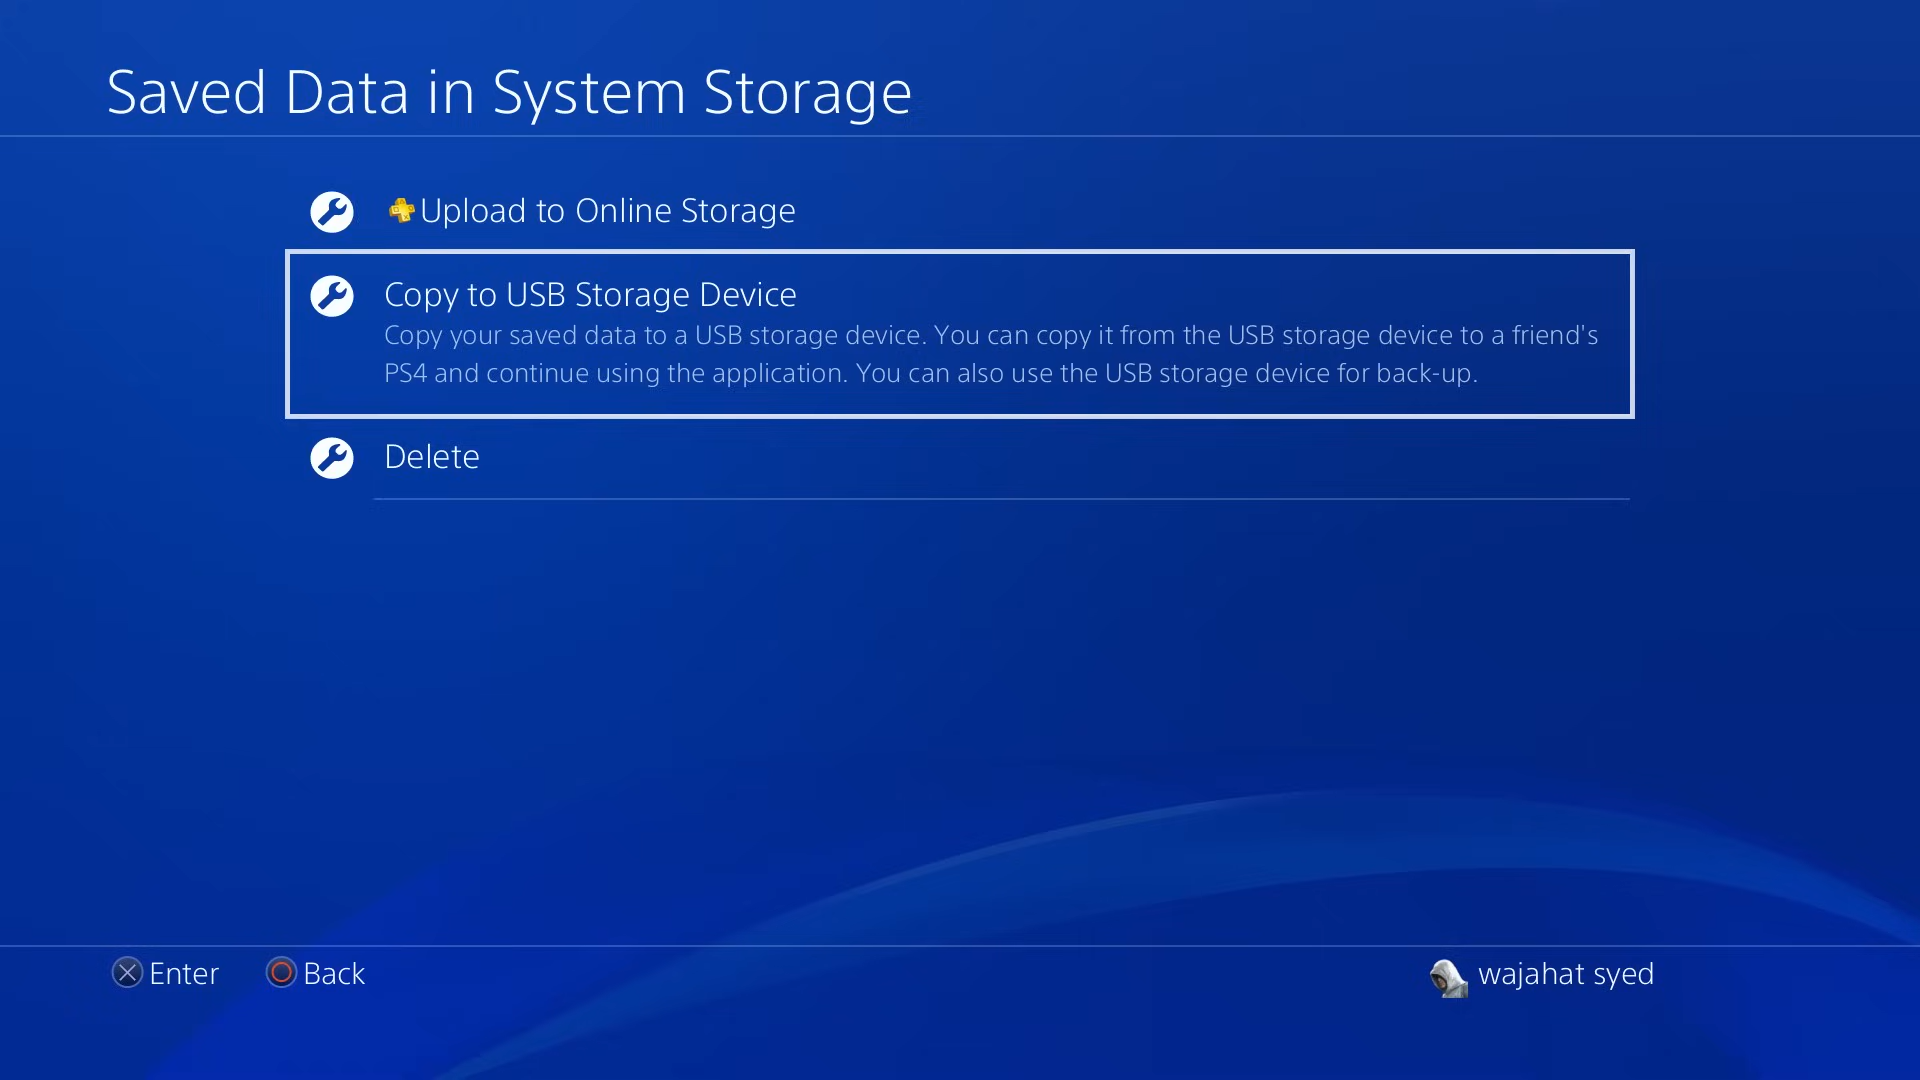 Saved Data in System Storage
Upload to Online Storage
Copy to USB Storage Device
Copy your saved data to a USB storage device. You can copy it from the USB storage device to a friend's
PS4 and continue using the application. You can also use the USB storage device for back-up.
Delete
Enter
Back
wajahat syed